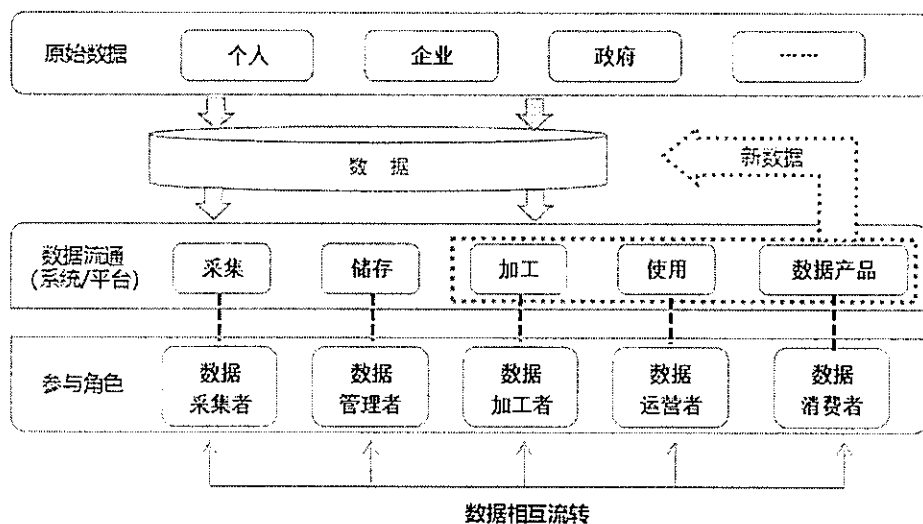 原始数据
个人
企业
政府
数 据
新数据
数据流通
(系统/平台)
采集
储存
加工
使用
数据产品
参与角色
数据
采集者
数据
管理者
数据
加工者
数据
运营者
数据
消费者
数据相互流转